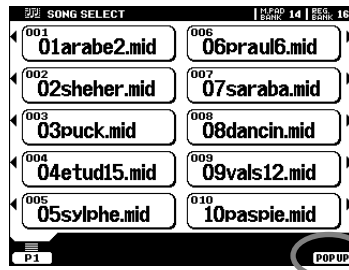 SONG SELECT
M.PAD BANK 14
REG. BANK 16
001
01arabe2.mid
002
02sheher.mid
003
03puck.mid
004
04etud15.mid
005
05sylphe.mid
006
06praul6.mid
007
07saraba.mid
008
08dancin.mid
009
09vals12.mid
010
10paspie.mid
P1
POPUP